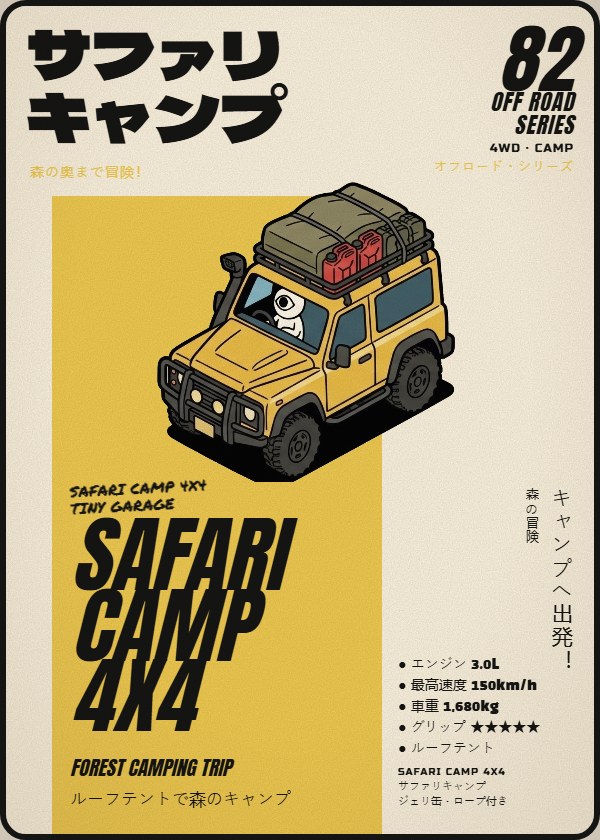 サファリ
キャンプ
森の奥まで冒険！
82
OFF ROAD
SERIES
4WD · CAMP
オフロード・シリーズ
SAFARI CAMP 4X4
TINY GARAGE
SAFARI
CAMP
4X4
FOREST CAMPING TRIP
ルーフテントで森のキャンプ
キャンプへ出発！
森の冒険
● エンジン 3.0L
● 最高速度 150km/h
● 車重 1,680kg
● グリップ ★★★★★
● ルーフテント
SAFARI CAMP 4X4
サファリキャンプ
ジェリ缶・ロープ付き